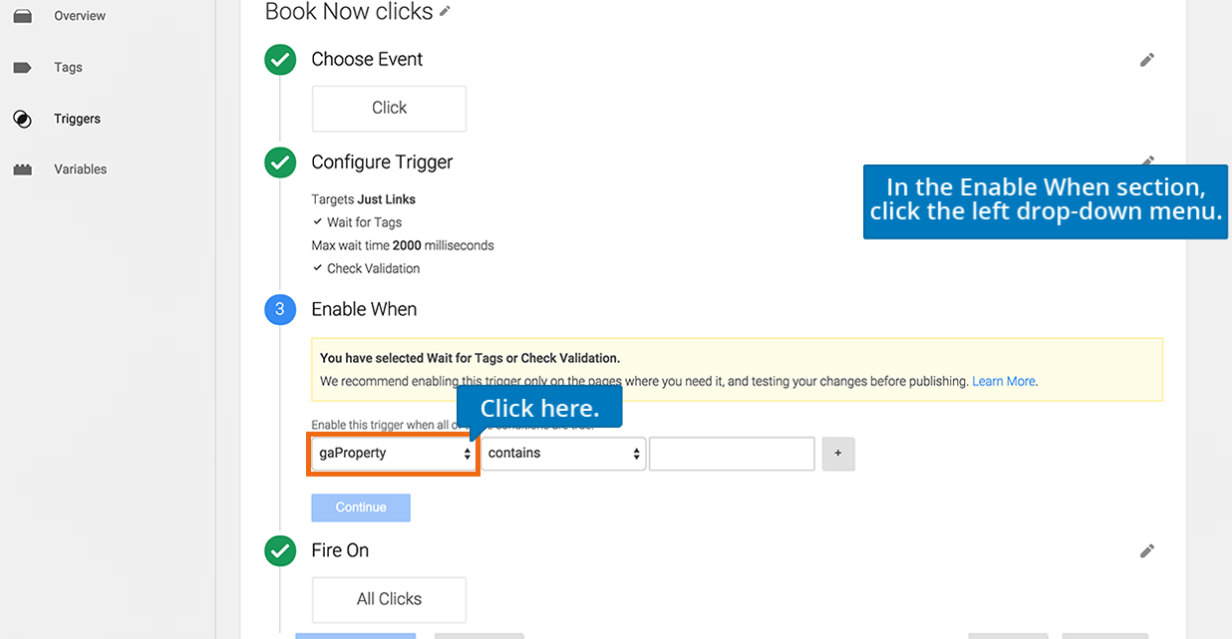 Overview
Tags
Triggers
Variables
Book Now clicks
Choose Event
Click
Configure Trigger
Targets Just Links
Wait for Tags
Max wait time 2000 milliseconds
Check Validation
In the Enable When section,
click the left drop-down menu.
3 Enable When
You have selected Wait for Tags or Check Validation.
We recommend enabling this trigger only on the pages where you need it, and testing your changes before publishing. Learn More.
Click here.
Enable this trigger when all conditions are
gaProperty contains +
Continue
Fire On
All Clicks